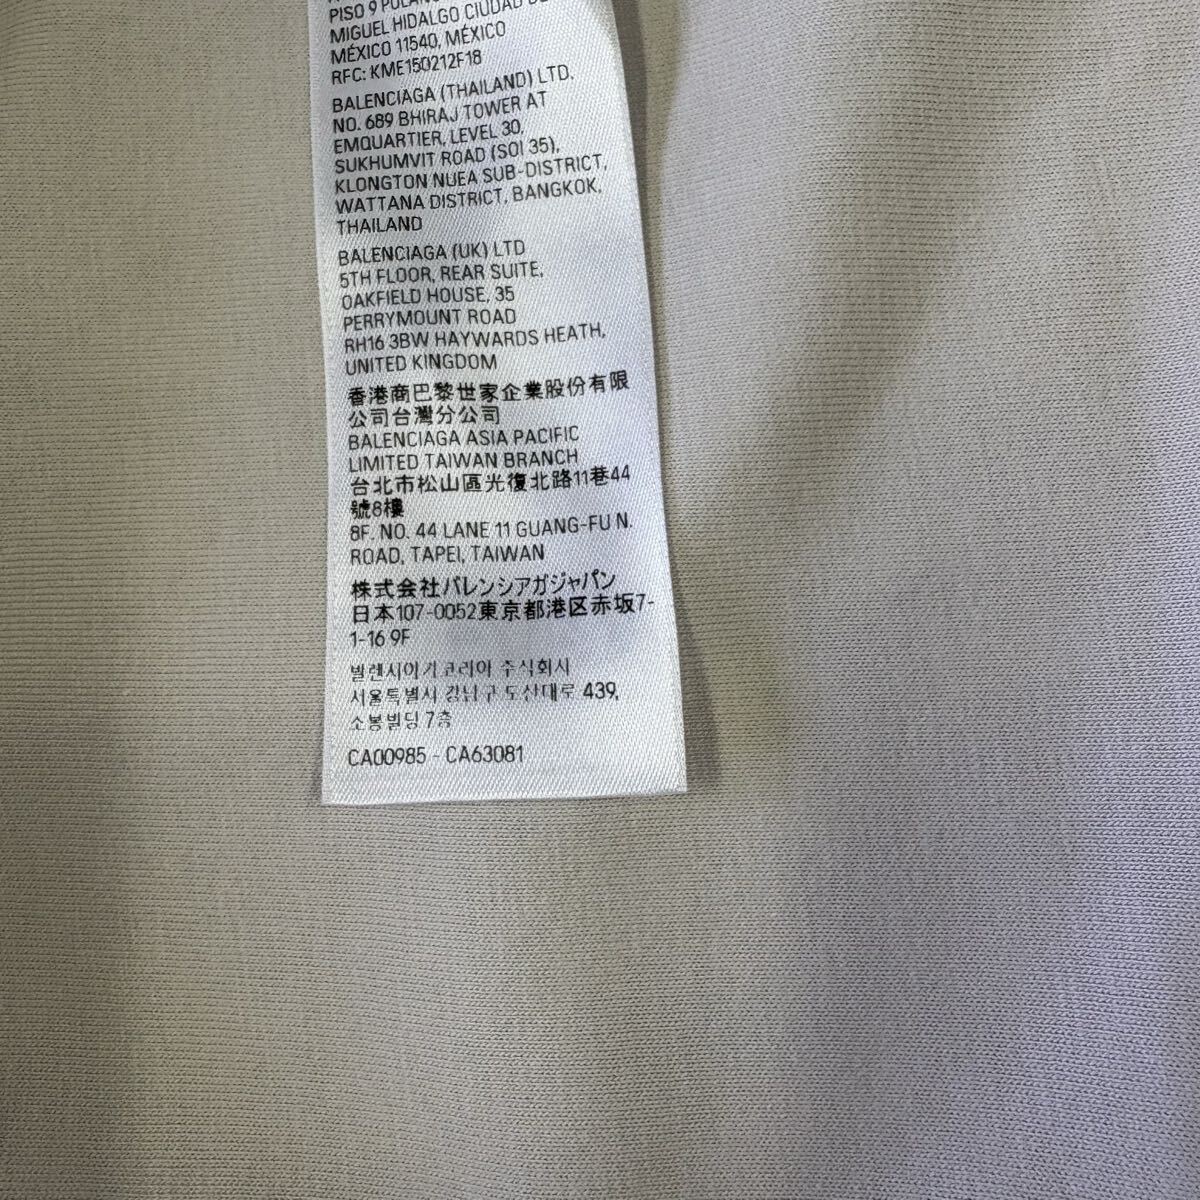 PISO 9
MIGUEL HIDALGO CIUDAD DE
MÉXICO 11540, MÉXICO
RFC: KME150212F18
BALENCIAGA (THAILAND) LTD.
NO. 689 BHIRAJ TOWER AT
EMQUARTIER, LEVEL 30,
SUKHUMVIT ROAD (SOI 35),
KLONGTON NUEA SUB-DISTRICT,
WATTANA DISTRICT, BANGKOK,
THAILAND
BALENCIAGA (UK) LTD
5TH FLOOR, REAR SUITE,
OAKFIELD HOUSE, 35
PERRYMOUNT ROAD
RH16 3BW HAYWARDS HEATH,
UNITED KINGDOM
香港商巴黎世家企業股份有限
公司台灣分公司
BALENCIAGA ASIA PACIFIC
LIMITED TAIWAN BRANCH
台北市松山區光復北路11巷44
號8樓
8F. NO. 44 LANE 11 GUANG-FU N.
ROAD, TAPEI, TAIWAN
株式会社バレンシアガジャパン
日本107-0052東京都港区赤坂7-
1-16 9F
발렌시아가코리아 주식회사
서울특별시 강남구 도산대로 439,
소봉빌딩 7층
CA00985 - CA63081